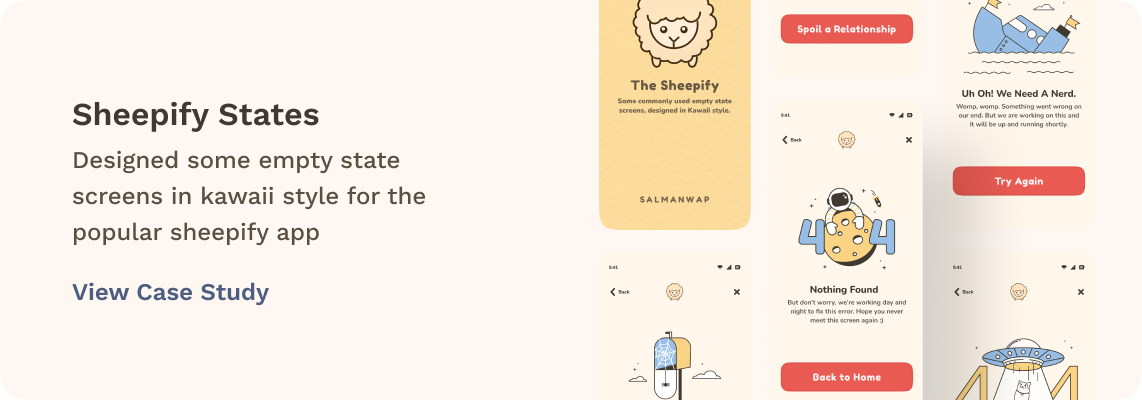 Sheepify States
Designed some empty state
screens in kawaii style for the
popular sheepify app
View Case Study
The Sheepify
Some commonly used empty state
screens, designed in Kawaii style.
SALMANWAP
9:41
Back
Spoil a Relationship
9:41
Back
4 4
Nothing Found
But don't worry, we're working day and
night to fix this error. Hope you never
meet this screen again :)
Back to Home
Uh Oh! We Need A Nerd.
Womp, womp. Something went wrong on
our end. But we are working on this and
it will be up and running shortly.
Try Again
9:41
Back
4 4